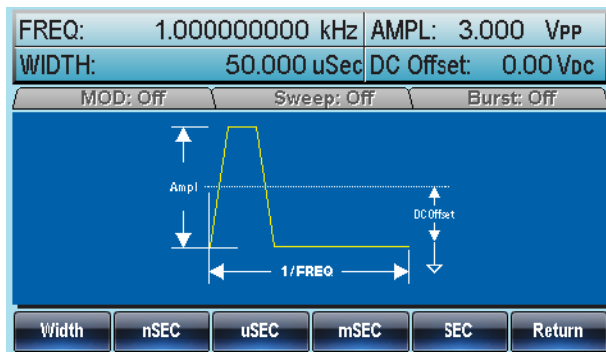 FREQ: 1.000000000 kHz AMPL: 3.000 VPP
WIDTH: 50.000 uSec DC Offset: 0.00 VDC
MOD: Off Sweep: Off Burst: Off
Ampl
DC Offset
1/FREQ
Width nSEC uSEC mSEC SEC Return